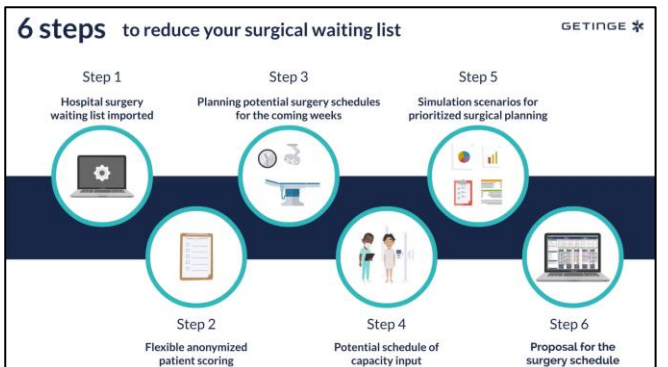 6 steps to reduce your surgical waiting list
GETINGE
Step 1
Hospital surgery
waiting list imported
Step 2
Flexible anonymized
patient scoring
Step 3
Planning potential surgery schedules
for the coming weeks
Step 4
Potential schedule of
capacity input
Step 5
Simulation scenarios for
prioritized surgical planning
Step 6
Proposal for the
surgery schedule